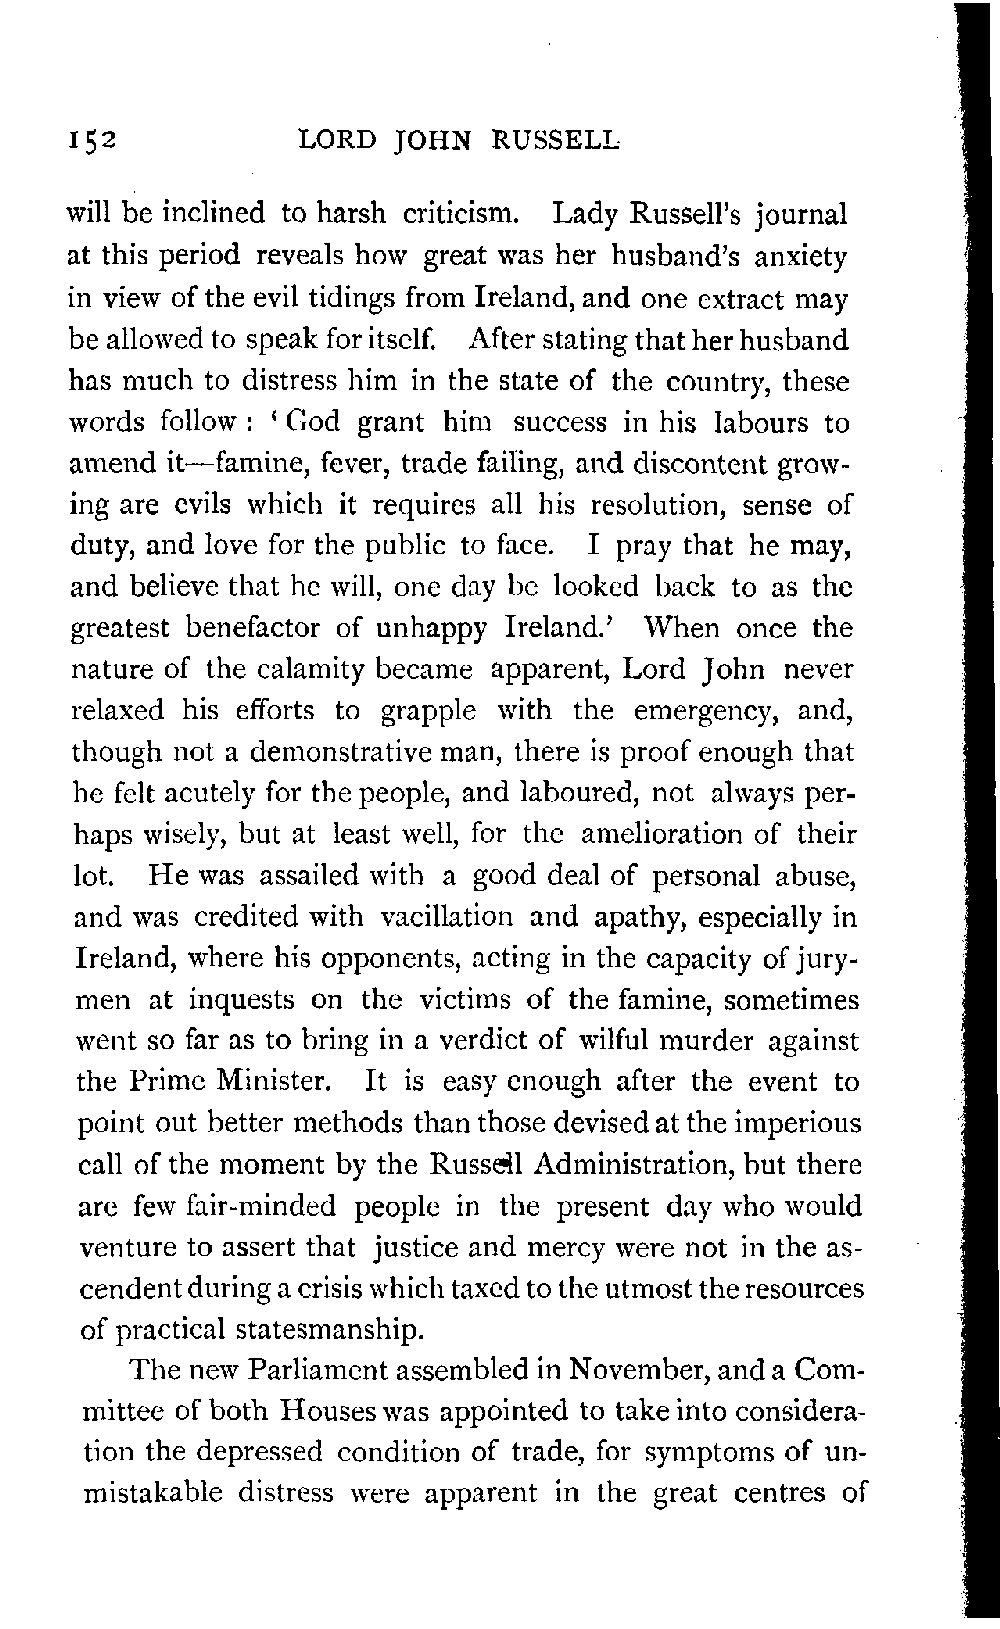 152 LORD JOHN RUSSELL
will be inclined to harsh criticism. Lady Russell's journal
at this period reveals how great was her husband's anxiety
in view of the evil tidings from Ireland, and one extract may
be allowed to speak for itself. After stating that her husband
has much to distress him in the state of the country, these
words follow : ‘ God grant him success in his labours to
amend it—famine, fever, trade failing, and discontent grow-
ing are evils which it requires all his resolution, sense of
duty, and love for the public to face. I pray that he may,
and believe that he will, one day be looked back to as the
greatest benefactor of unhappy Ireland.’ When once the
nature of the calamity became apparent, Lord John never
relaxed his efforts to grapple with the emergency, and,
though not a demonstrative man, there is proof enough that
he felt acutely for the people, and laboured, not always per-
haps wisely, but at least well, for the amelioration of their
lot. He was assailed with a good deal of personal abuse,
and was credited with vacillation and apathy, especially in
Ireland, where his opponents, acting in the capacity of jury-
men at inquests on the victims of the famine, sometimes
went so far as to bring in a verdict of wilful murder against
the Prime Minister. It is easy enough after the event to
point out better methods than those devised at the imperious
call of the moment by the Russell Administration, but there
are few fair-minded people in the present day who would
venture to assert that justice and mercy were not in the as-
cendent during a crisis which taxed to the utmost the resources
of practical statesmanship.
The new Parliament assembled in November, and a Com-
mittee of both Houses was appointed to take into considera-
tion the depressed condition of trade, for symptoms of un-
mistakable distress were apparent in the great centres of